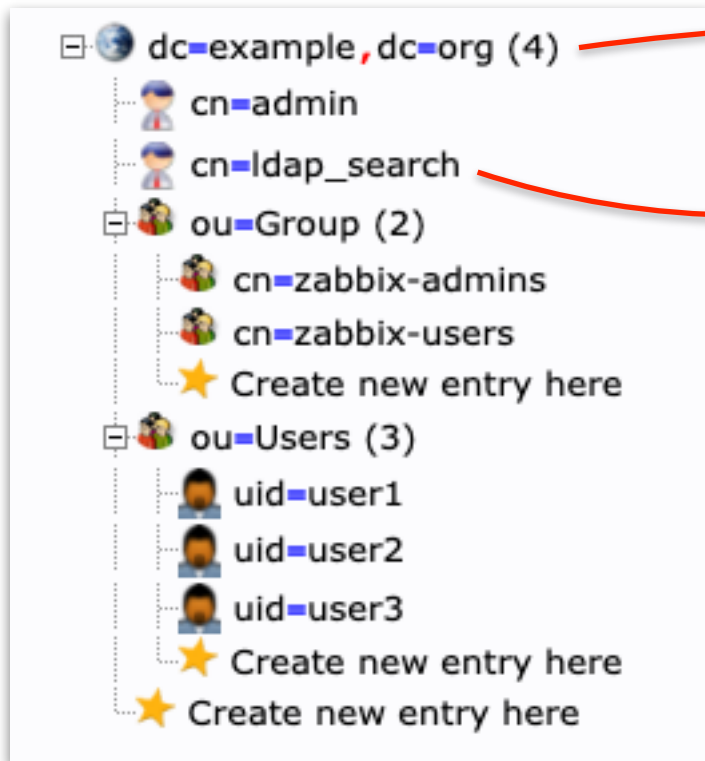 dc=example,dc=org (4)
cn=admin
cn=ldap_search
ou=Group (2)
cn=zabbix-admins
cn=zabbix-users
Create new entry here
ou=Users (3)
uid=user1
uid=user2
uid=user3
Create new entry here
Create new entry here